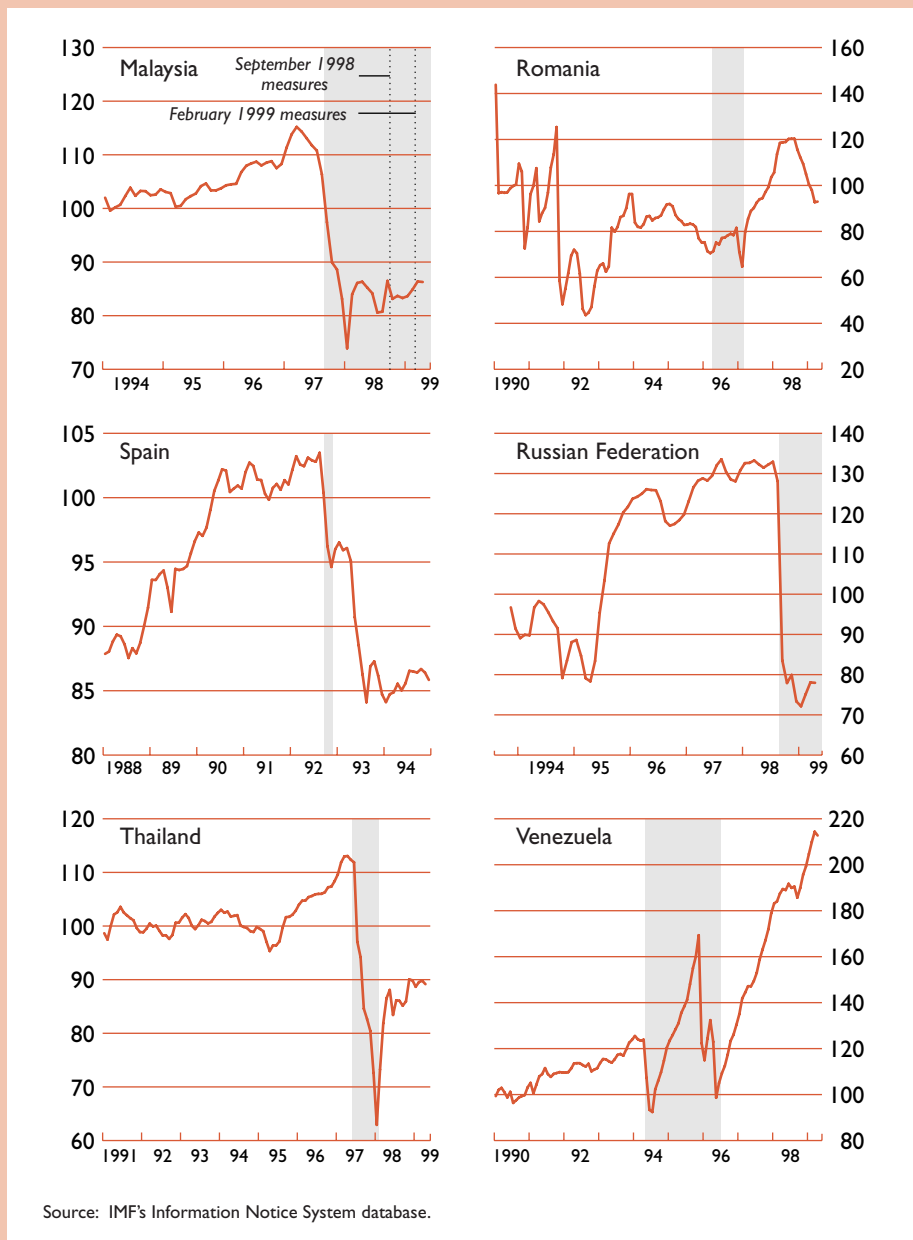 Malaysia
September 1998
measures
February 1999 measures
130
120
110
100
90
80
70
1994 95 96 97 98 99
Romania
160
140
120
100
80
60
40
20
1990 92 94 96 98
Spain
105
100
95
90
85
80
1988 89 90 91 92 93 94
Russian Federation
140
130
120
110
100
90
80
70
60
1994 95 96 97 98 99
Thailand
120
110
100
90
80
70
60
1991 92 93 94 95 96 97 98 99
Venezuela
220
200
180
160
140
120
100
80
1990 92 94 96 98
Source: IMF's Information Notice System database.